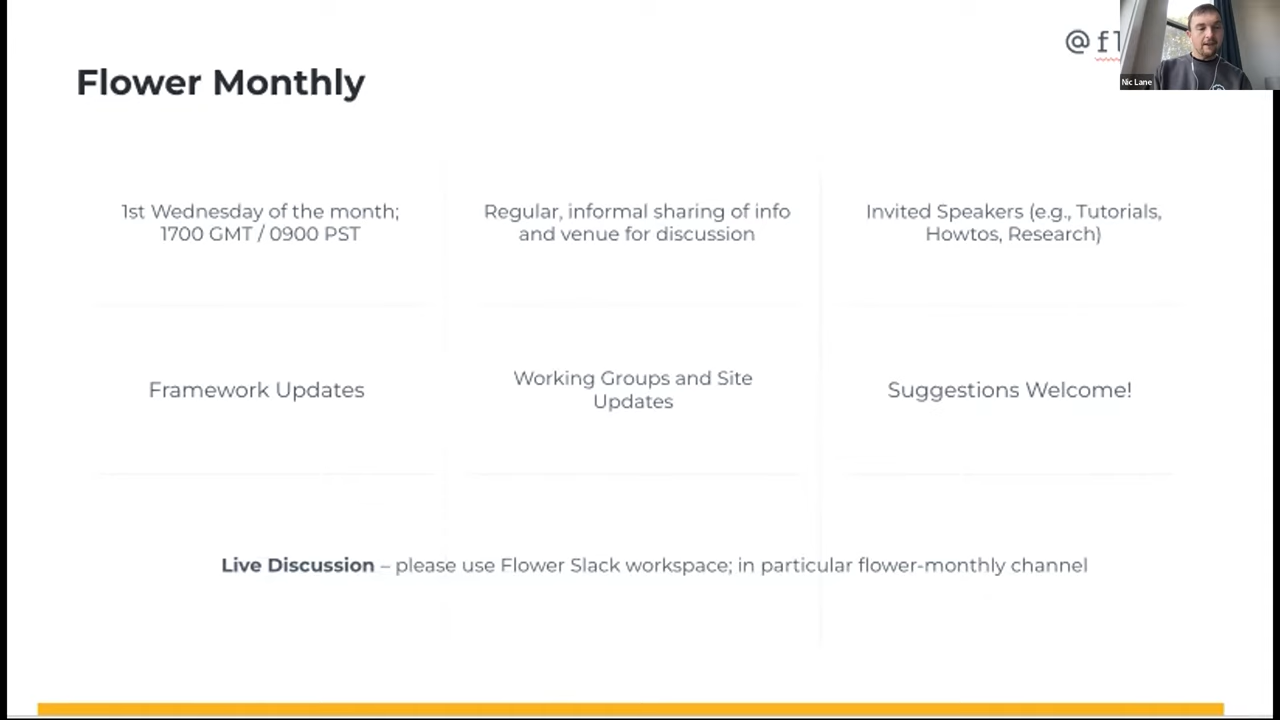 @fl
Nic Lane
Flower Monthly
1st Wednesday of the month;
1700 GMT / 0900 PST
Regular, informal sharing of info
and venue for discussion
Invited Speakers (e.g., Tutorials,
Howtos, Research)
Framework Updates
Working Groups and Site
Updates
Suggestions Welcome!
Live Discussion – please use Flower Slack workspace; in particular flower-monthly channel